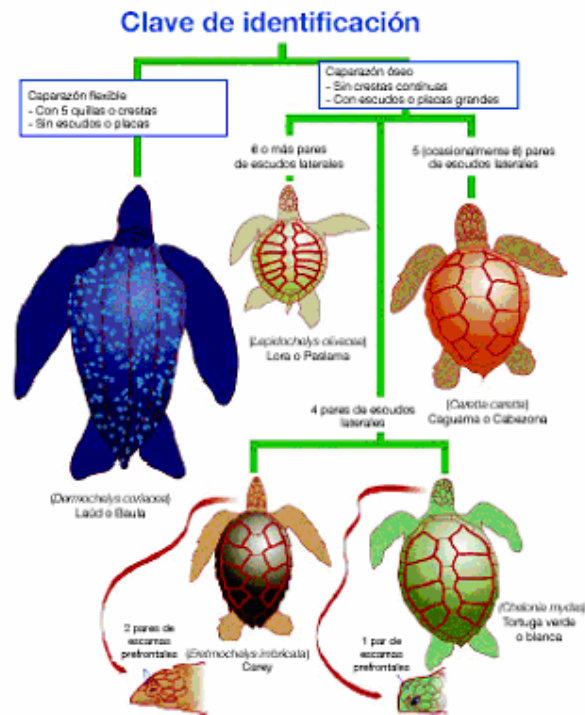 Clave de identificación
Caparazón flexible
- Con 5 quillas o crestas
- Sin escudos o placas
Caparazón óseo
- Sin crestas continuas
- Con escudos o placas grandes
6 o más pares
de escudos laterales
5 (ocasionalmente 6) pares
de escudos laterales
(Lepidochelys olivacea)
Lora o Paslama
(Caretta caretta)
Caguama o Cabezona
4 pares de escudos
laterales
(Dermochelys coriacea)
Laúd o Baula
(Chelonia mydas)
Tortuga verde
o blanca
2 pares de
escamas
prefrontales
(Eretmochelys imbricata)
Carey
1 par de
escamas
prefrontales